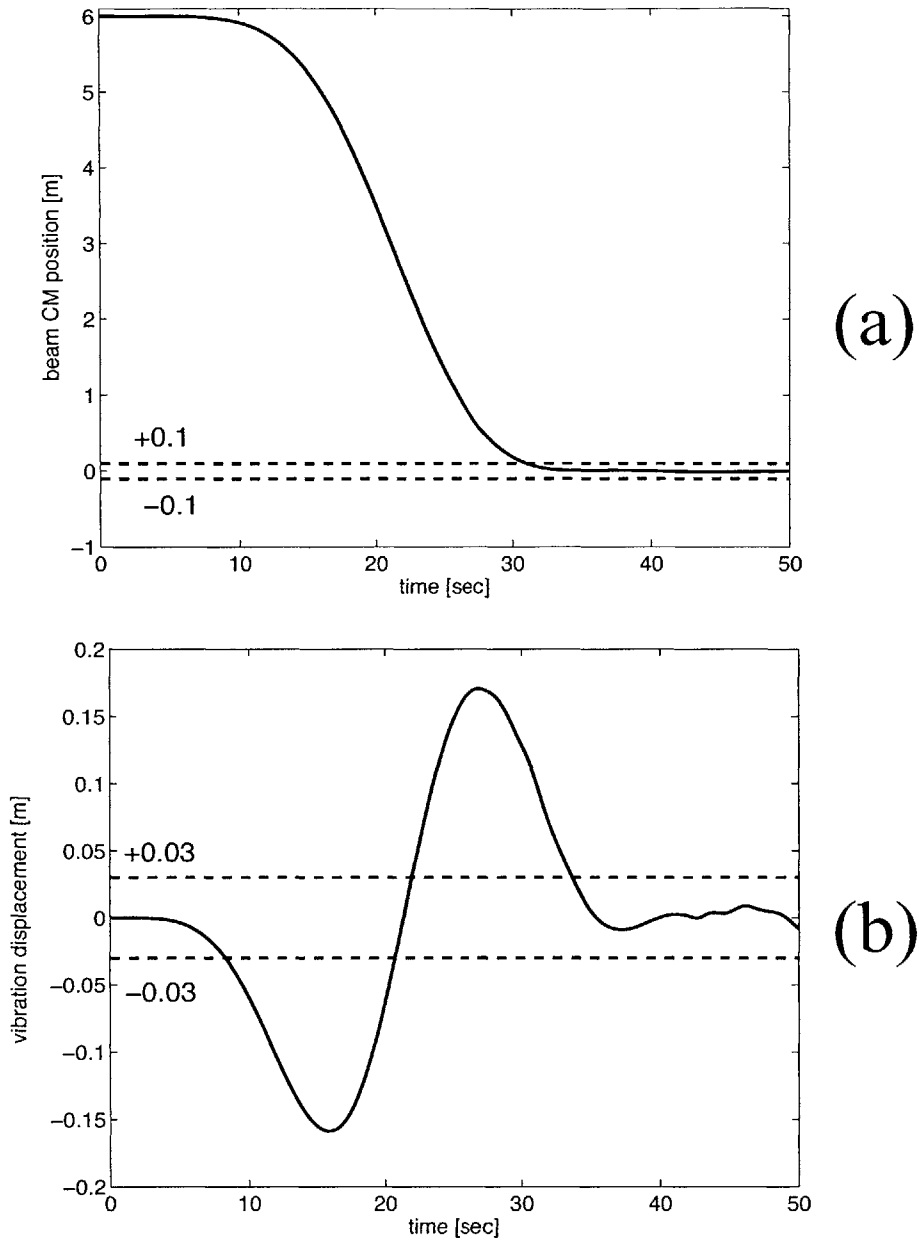 6
5
4
3
2
1
0
−1
beam CM position [m]
+0.1
−0.1
0 10 20 30 40 50
time [sec]
(a)
0.2
0.15
0.1
0.05
0
−0.05
−0.1
−0.15
−0.2
vibration displacement [m]
+0.03
−0.03
0 10 20 30 40 50
time [sec]
(b)